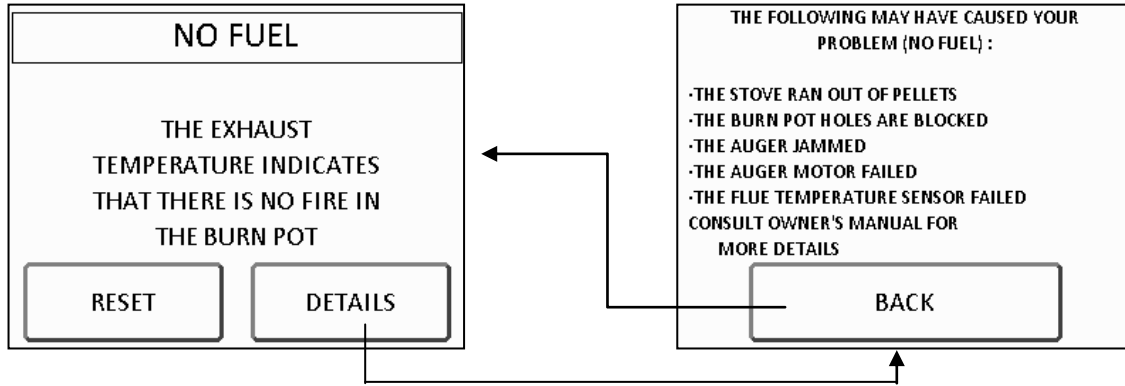 NO FUEL
THE EXHAUST
TEMPERATURE INDICATES
THAT THERE IS NO FIRE IN
THE BURN POT
RESET
DETAILS
THE FOLLOWING MAY HAVE CAUSED YOUR
PROBLEM (NO FUEL) :
·THE STOVE RAN OUT OF PELLETS
·THE BURN POT HOLES ARE BLOCKED
·THE AUGER JAMMED
·THE AUGER MOTOR FAILED
·THE FLUE TEMPERATURE SENSOR FAILED
CONSULT OWNER'S MANUAL FOR
MORE DETAILS
BACK